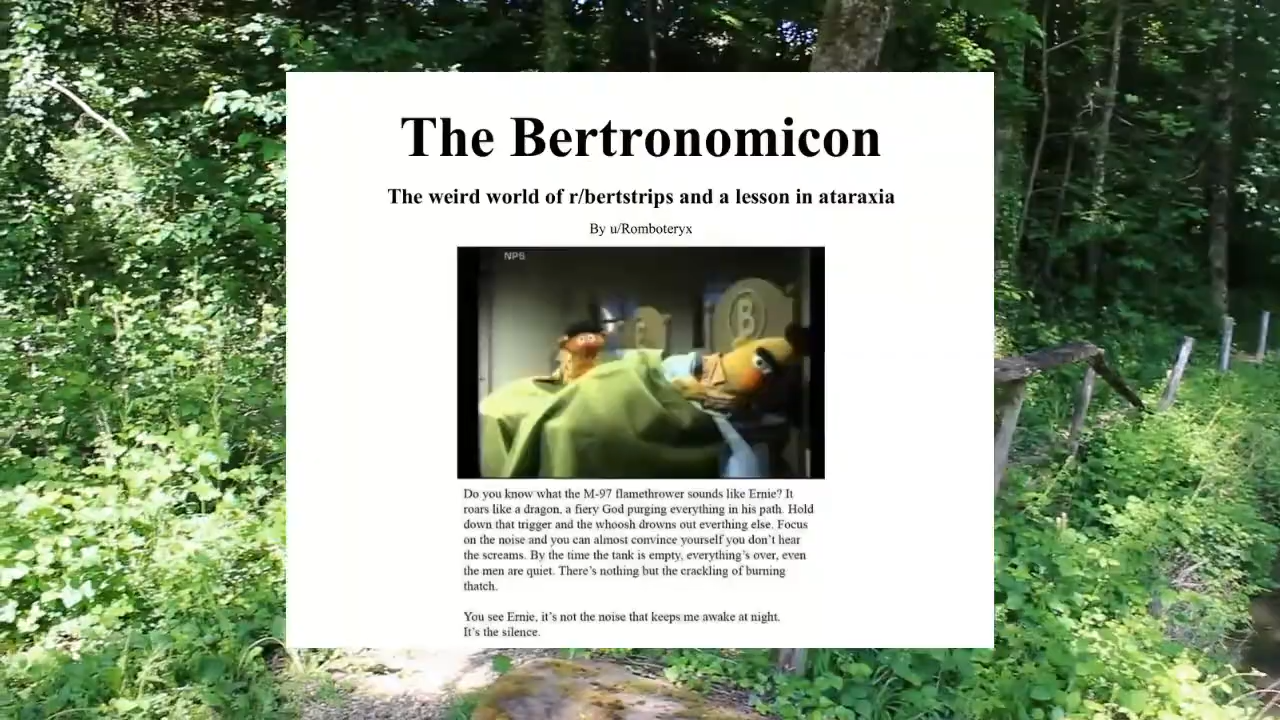 The Bertronomicon
The weird world of r/bertstrips and a lesson in ataraxia
By u/Romboteryx
NPS
B
Do you know what the M-97 flamethrower sounds like Ernie? It
roars like a dragon, a fiery God purging everything in his path. Hold
down that trigger and the whoosh drowns out everthing else. Focus
on the noise and you can almost convince yourself you don't hear
the screams. By the time the tank is empty, everything's over, even
the men are quiet. There's nothing but the crackling of burning
thatch.
You see Ernie, it's not the noise that keeps me awake at night.
It's the silence.